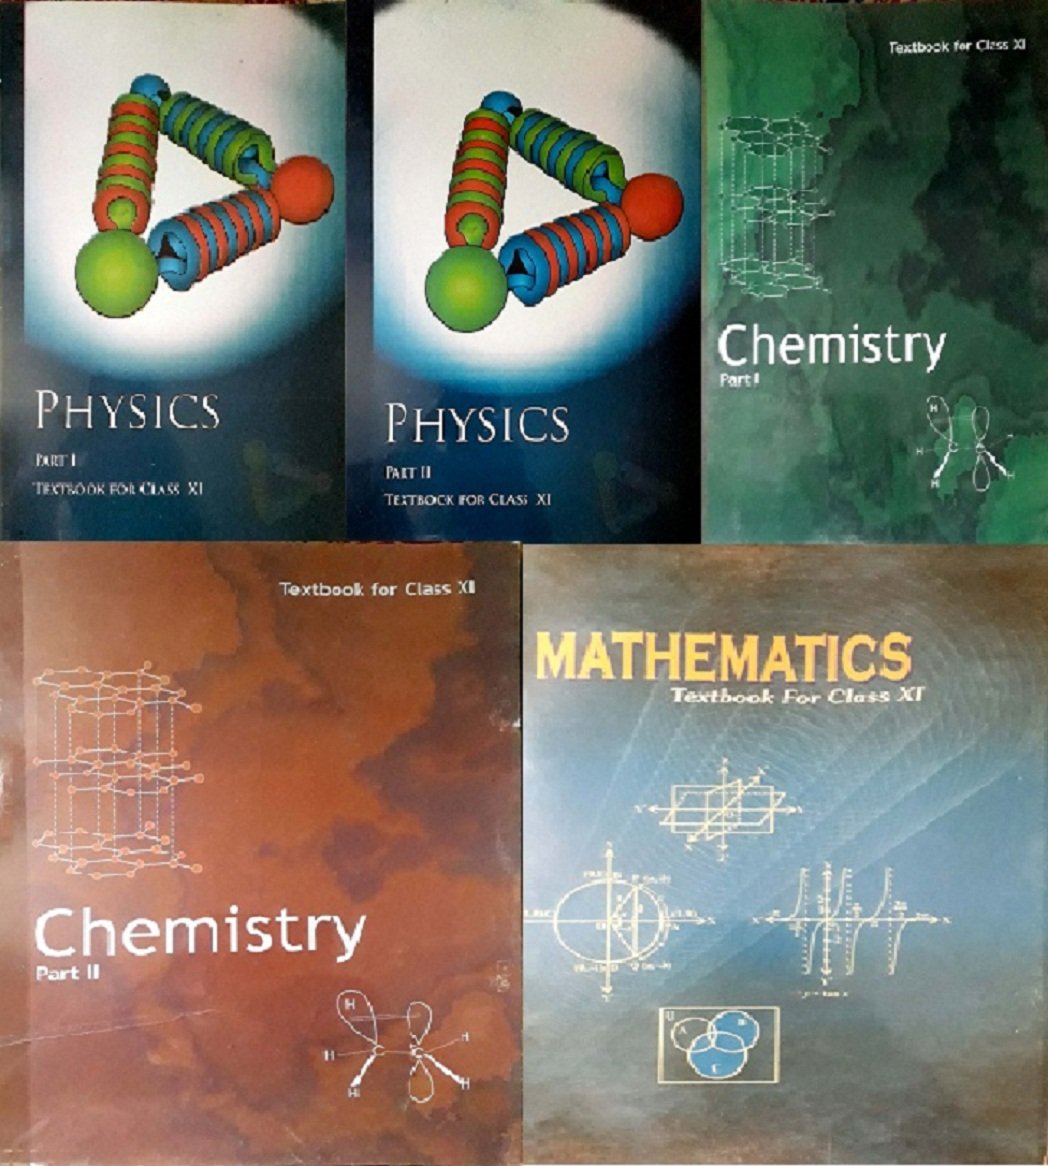 PHYSICS
PART I
TEXTBOOK FOR CLASS XI
PHYSICS
PART II
TEXTBOOK FOR CLASS XI
Textbook for Class XI
Chemistry
Part I
H
H
H
H
Textbook for Class XII
Chemistry
Part II
H
H
H
H
H
MATHEMATICS
Textbook For Class XI
X
U
A
B
C